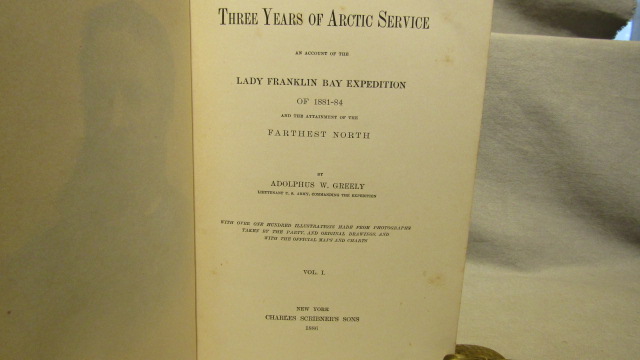 THREE YEARS OF ARCTIC SERVICE
AN ACCOUNT OF THE
LADY FRANKLIN BAY EXPEDITION
OF 1881-84
AND THE ATTAINMENT OF THE
FARTHEST NORTH
BY
ADOLPHUS W. GREELY
LIEUTENANT U. S. ARMY, COMMANDING THE EXPEDITION
WITH OVER ONE HUNDRED ILLUSTRATIONS MADE FROM PHOTOGRAPHS
TAKEN BY THE PARTY, AND ORIGINAL DRAWINGS, AND
WITH THE OFFICIAL MAPS AND CHARTS
VOL. I.
NEW YORK
CHARLES SCRIBNER'S SONS
1886